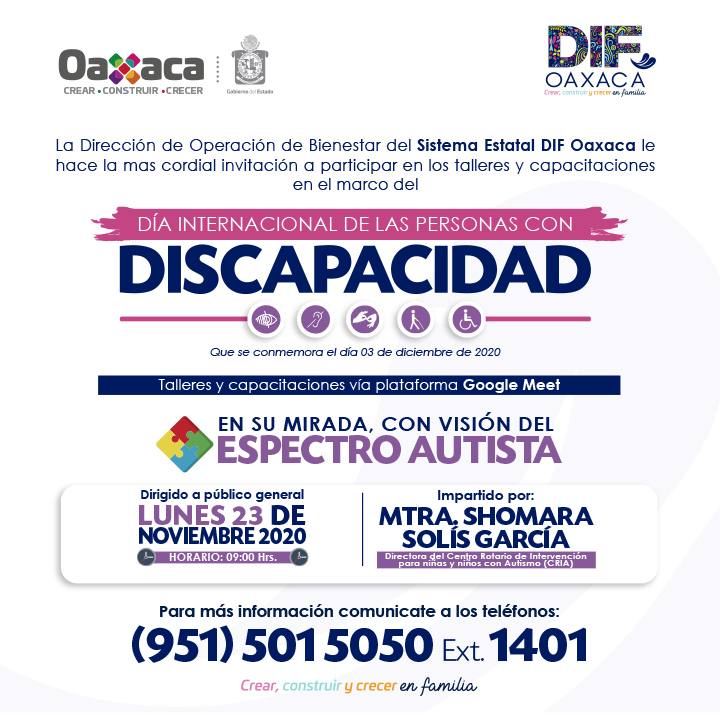 Oaxaca
CREAR • CONSTRUIR • CRECER
Gobierno del Estado
DIF
OAXACA
Crear, construir y crecer en familia
La Dirección de Operación de Bienestar del Sistema Estatal DIF Oaxaca le
hace la mas cordial invitación a participar en los talleres y capacitaciones
en el marco del
DÍA INTERNACIONAL DE LAS PERSONAS CON
DISCAPACIDAD
Que se conmemora el día 03 de diciembre de 2020
Talleres y capacitaciones vía plataforma Google Meet
EN SU MIRADA, CON VISIÓN DEL
ESPECTRO AUTISTA
Dirigido a público general
LUNES 23 DE
NOVIEMBRE 2020
HORARIO: 09:00 Hrs.
Impartido por:
MTRA. SHOMARA
SOLÍS GARCÍA
Directora del Centro Rotario de Intervención
para niñas y niños con Autismo (CRIA)
Para más información comunicate a los teléfonos:
(951) 501 5050 Ext. 1401
Crear, construir y crecer en familia